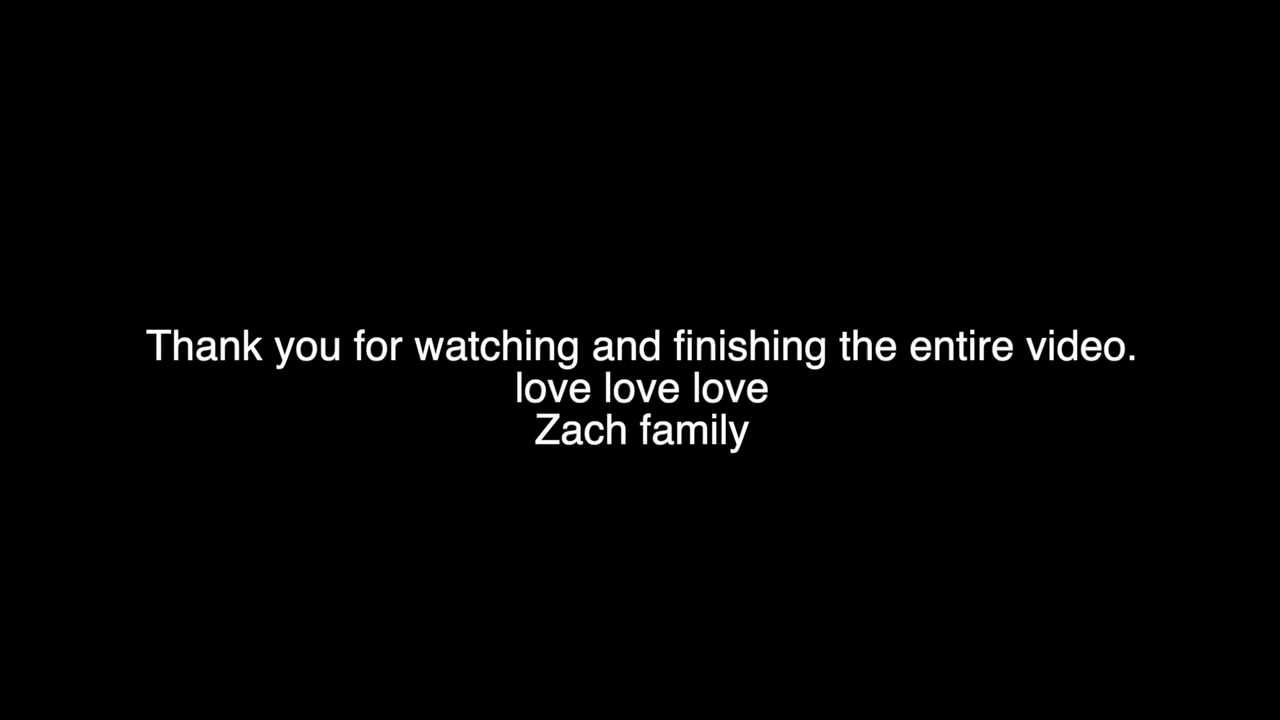 Thank you for watching and finishing the entire video.
love love love
Zach family